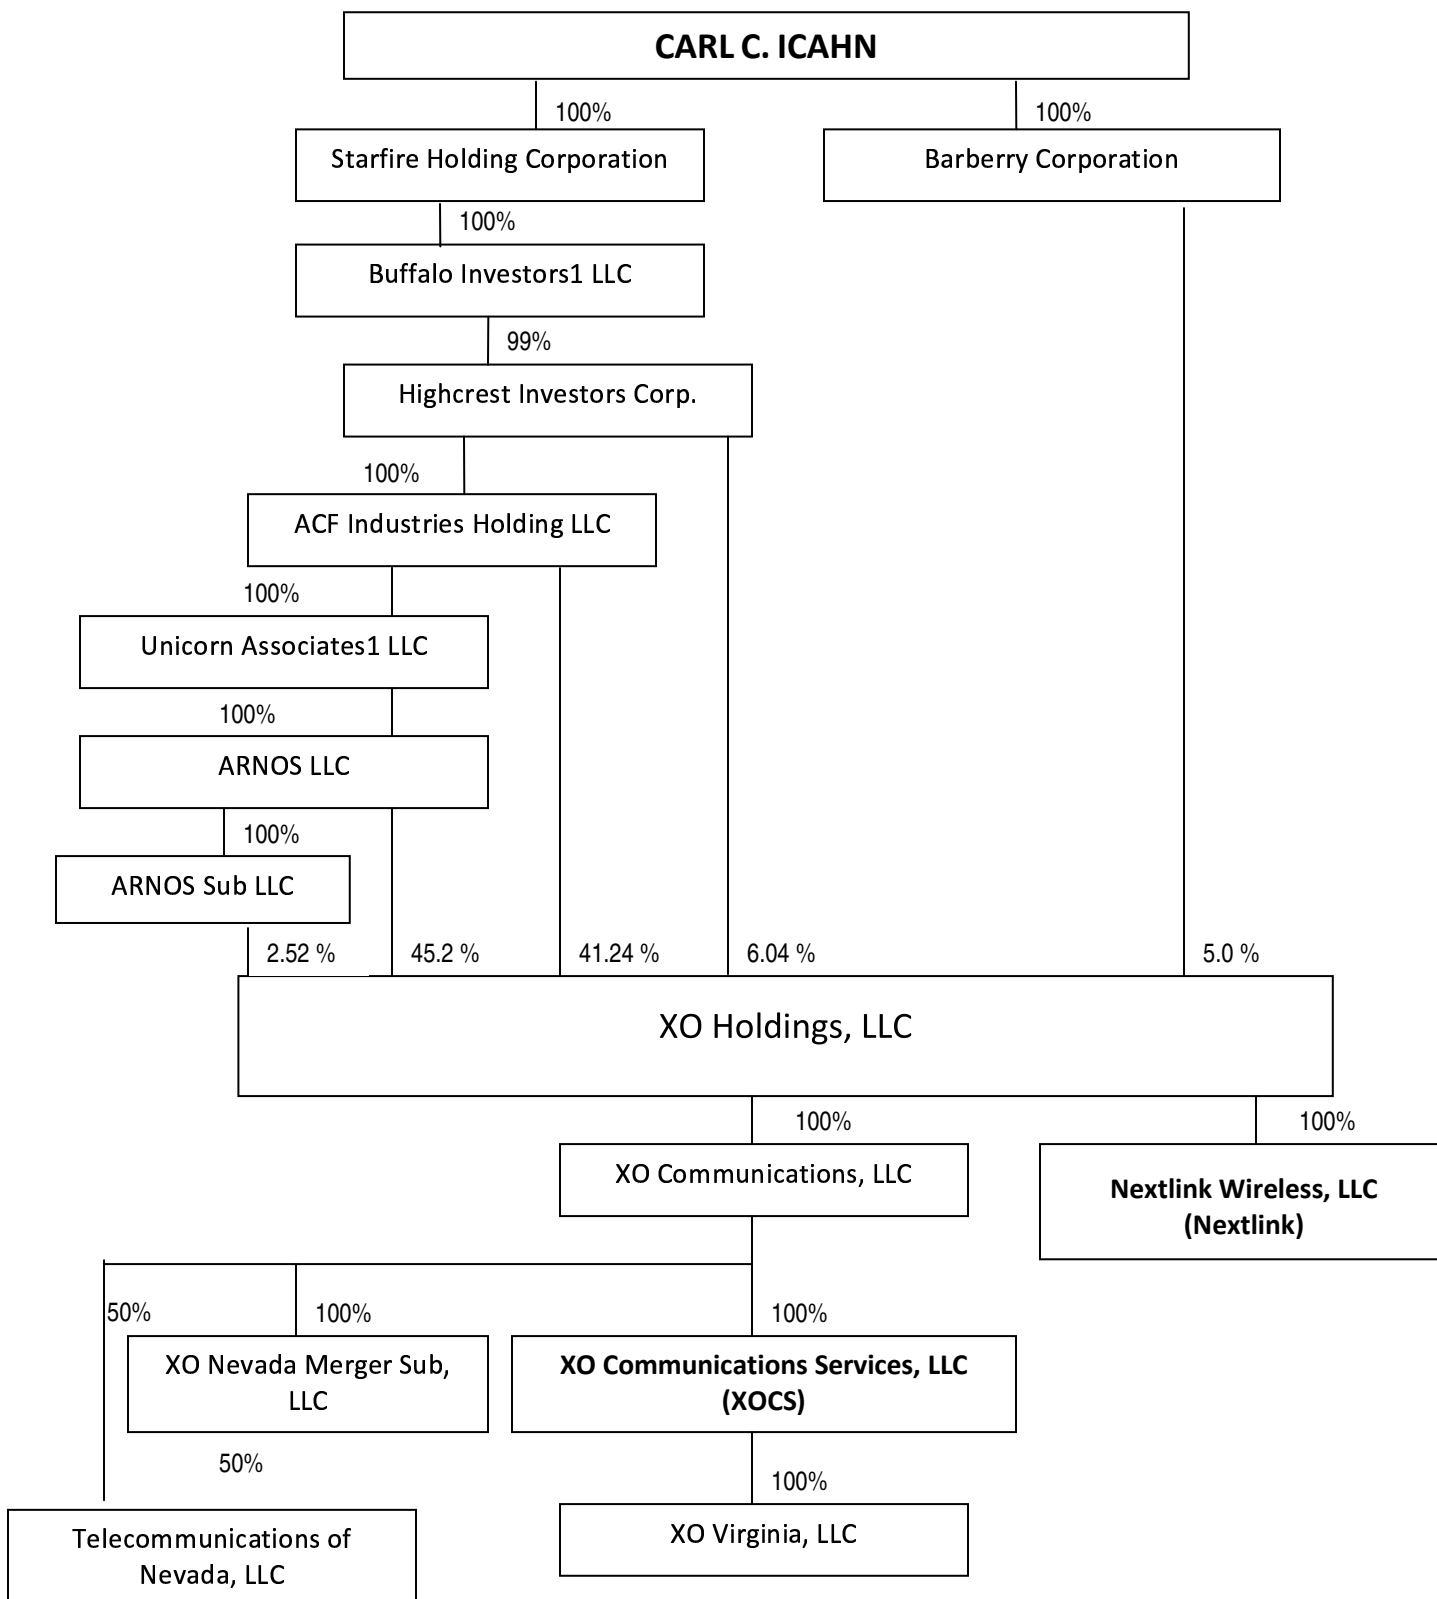 CARL C. ICAHN
100%
100%
Starfire Holding Corporation
Barberry Corporation
100%
Buffalo Investors1 LLC
99%
Highcrest Investors Corp.
100%
ACF Industries Holding LLC
100%
Unicorn Associates1 LLC
100%
ARNOS LLC
100%
ARNOS Sub LLC
2.52 %
45.2 %
41.24 %
6.04 %
5.0 %
XO Holdings, LLC
100%
100%
XO Communications, LLC
Nextlink Wireless, LLC
(Nextlink)
50%
100%
100%
XO Nevada Merger Sub,
LLC
XO Communications Services, LLC
(XOCS)
50%
100%
Telecommunications of
Nevada, LLC
XO Virginia, LLC